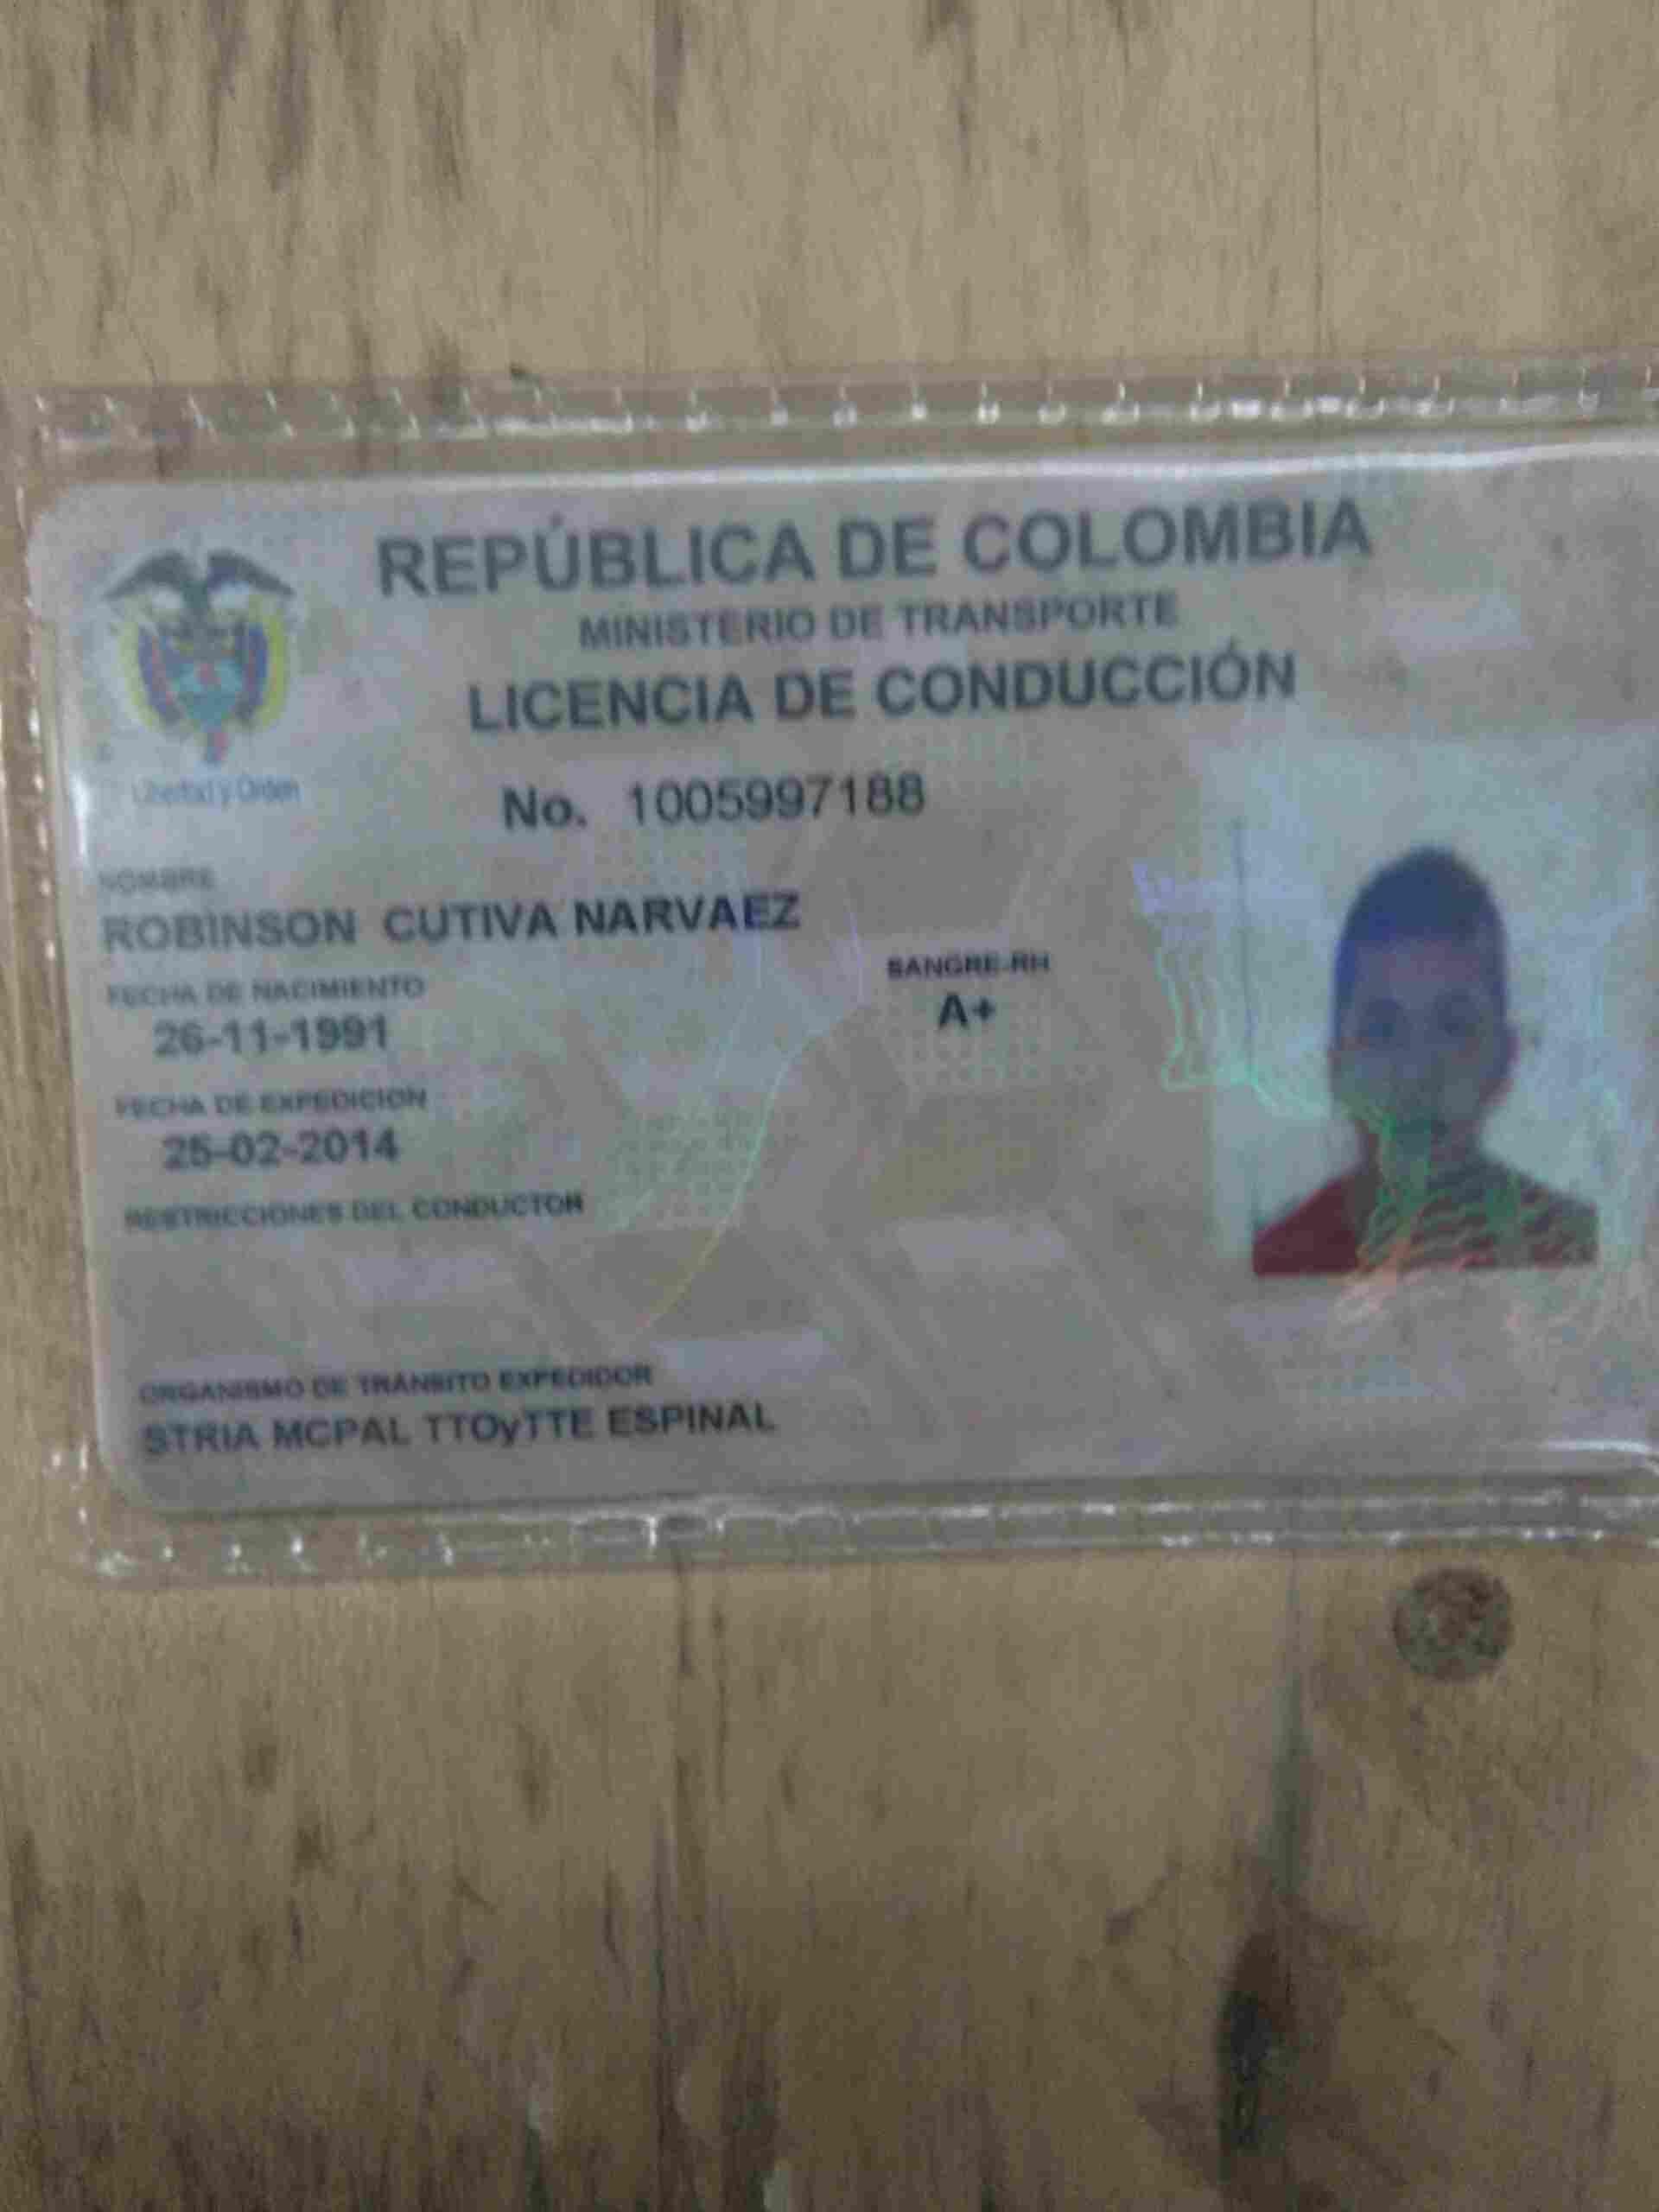 REPÚBLICA DE COLOMBIA
MINISTERIO DE TRANSPORTE
LICENCIA DE CONDUCCIÓN
Libertad y Orden
No. 1005997188
NOMBRE
ROBINSON CUTIVA NARVAEZ
FECHA DE NACIMIENTO
26-11-1991
SANGRE-RH
A+
FECHA DE EXPEDICION
25-02-2014
RESTRICCIONES DEL CONDUCTOR
ORGANISMO DE TRÁNSITO EXPEDIDOR
STRIA MCPAL TTOyTTE ESPINAL